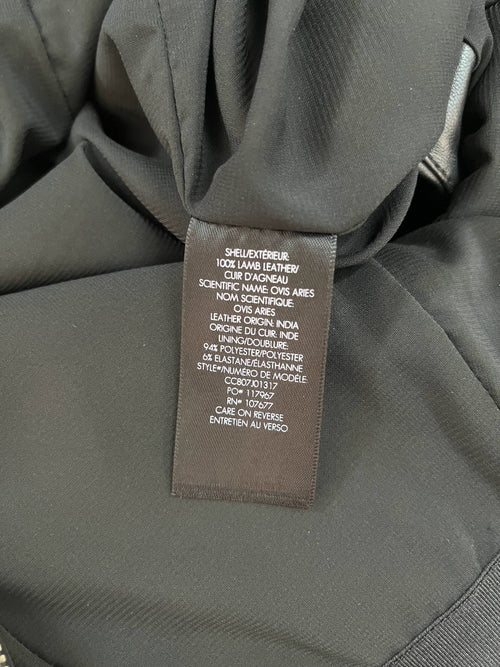 SHELL/EXTÉRIEUR:
100% LAMB LEATHER/
CUIR D'AGNEAU
SCIENTIFIC NAME: OVIS ARIES
NOM SCIENTIFIQUE:
OVIS ARIES
LEATHER ORIGIN: INDIA
ORIGINE DU CUIR: INDE
LINING/DOUBLURE:
94% POLYESTER/POLYESTER
6% ELASTANE/ÉLASTHANNE
STYLE#/NUMÉRO DE MODÈLE:
CC807J01317
PO# 117967
RN# 107677
CARE ON REVERSE
ENTRETIEN AU VERSO